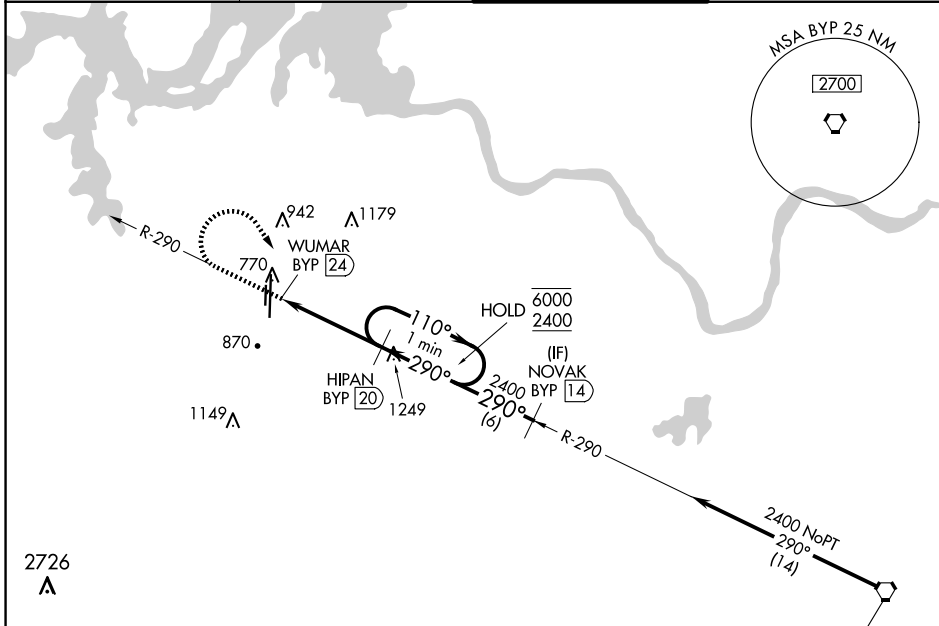 MSA BYP 25 NM
2700
942
1179
R-290
WUMAR
BYP 24
770
HOLD
6000
2400
110°
1 min
290°
(IF)
NOVAK
BYP 14
870
HIPAN
BYP 20
1249
2400
290°
(6)
1149
R-290
2400 NoPT
290°
(14)
2726